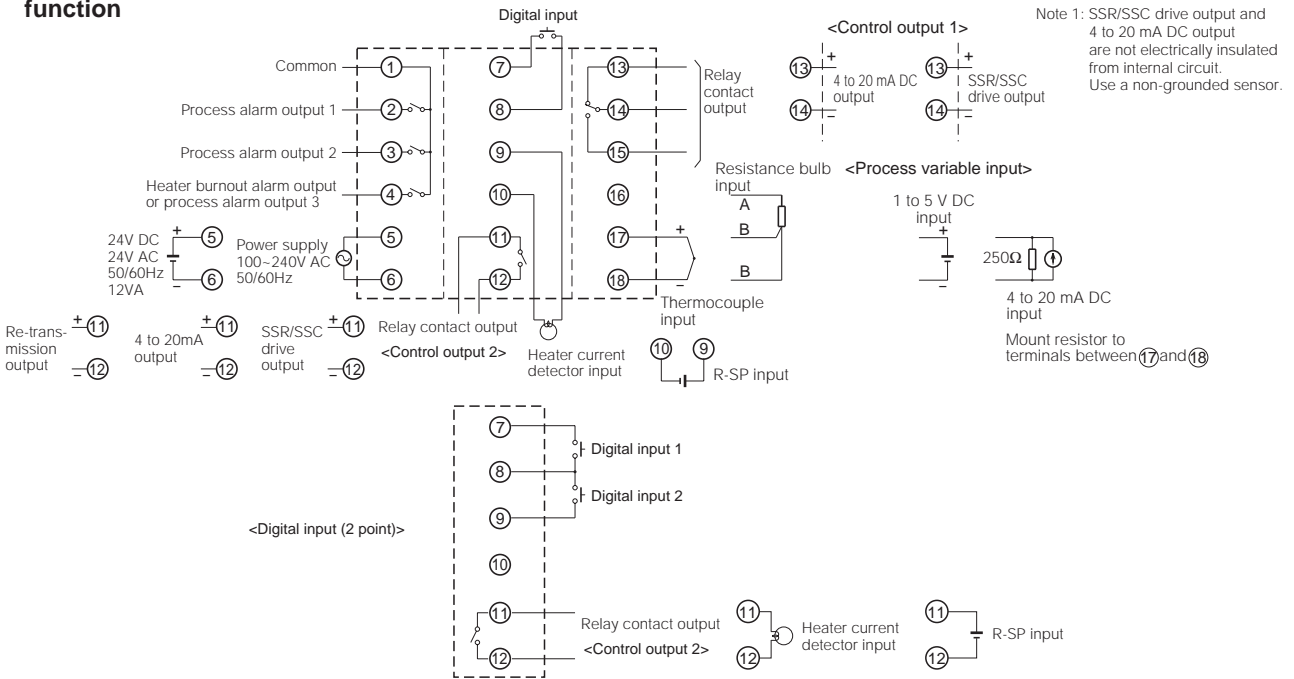 function
Digital input
<Control output 1>
Note 1: SSR/SSC drive output and
4 to 20 mA DC output
are not electrically insulated
from internal circuit.
Use a non-grounded sensor.
Common
1
7
13
Relay
contact
output
13
+
4 to 20 mA DC
output
14
–
13
+
SSR/SSC
drive output
14
–
Process alarm output 1
2
8
14
Process alarm output 2
3
9
15
Heater burnout alarm output
or process alarm output 3
4
10
16
Resistance bulb
input
A
B
B
<Process variable input>
1 to 5 V DC
input
+
–
250Ω
4 to 20 mA DC
input
Mount resistor to
terminals between 17 and 18
24V DC
24V AC
50/60Hz
12VA
+
5
–
6
Power supply
100~240V AC
50/60Hz
5
6
11
12
17
18
+
–
Thermocouple
input
Re-trans-
mission
output
+
11
–
12
4 to 20mA
output
+
11
–
12
SSR/SSC
drive
output
+
11
–
12
Relay contact output
<Control output 2>
Heater current
detector input
10
9
R-SP input
<Digital input (2 point)>
7
Digital input 1
8
Digital input 2
9
10
11
12
Relay contact output
<Control output 2>
11
12
Heater current
detector input
11
12
R-SP input